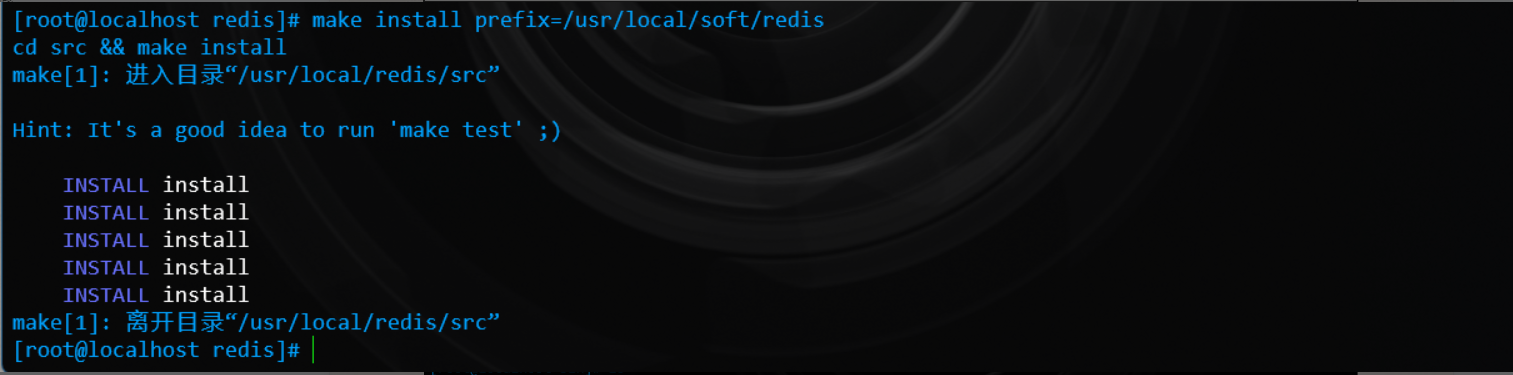 [root@localhost redis]# make install prefix=/usr/local/soft/redis
cd src && make install
make[1]: 进入目录“/usr/local/redis/src”
Hint: It's a good idea to run 'make test' ;)
INSTALL install
INSTALL install
INSTALL install
INSTALL install
INSTALL install
make[1]: 离开目录“/usr/local/redis/src”
[root@localhost redis]#